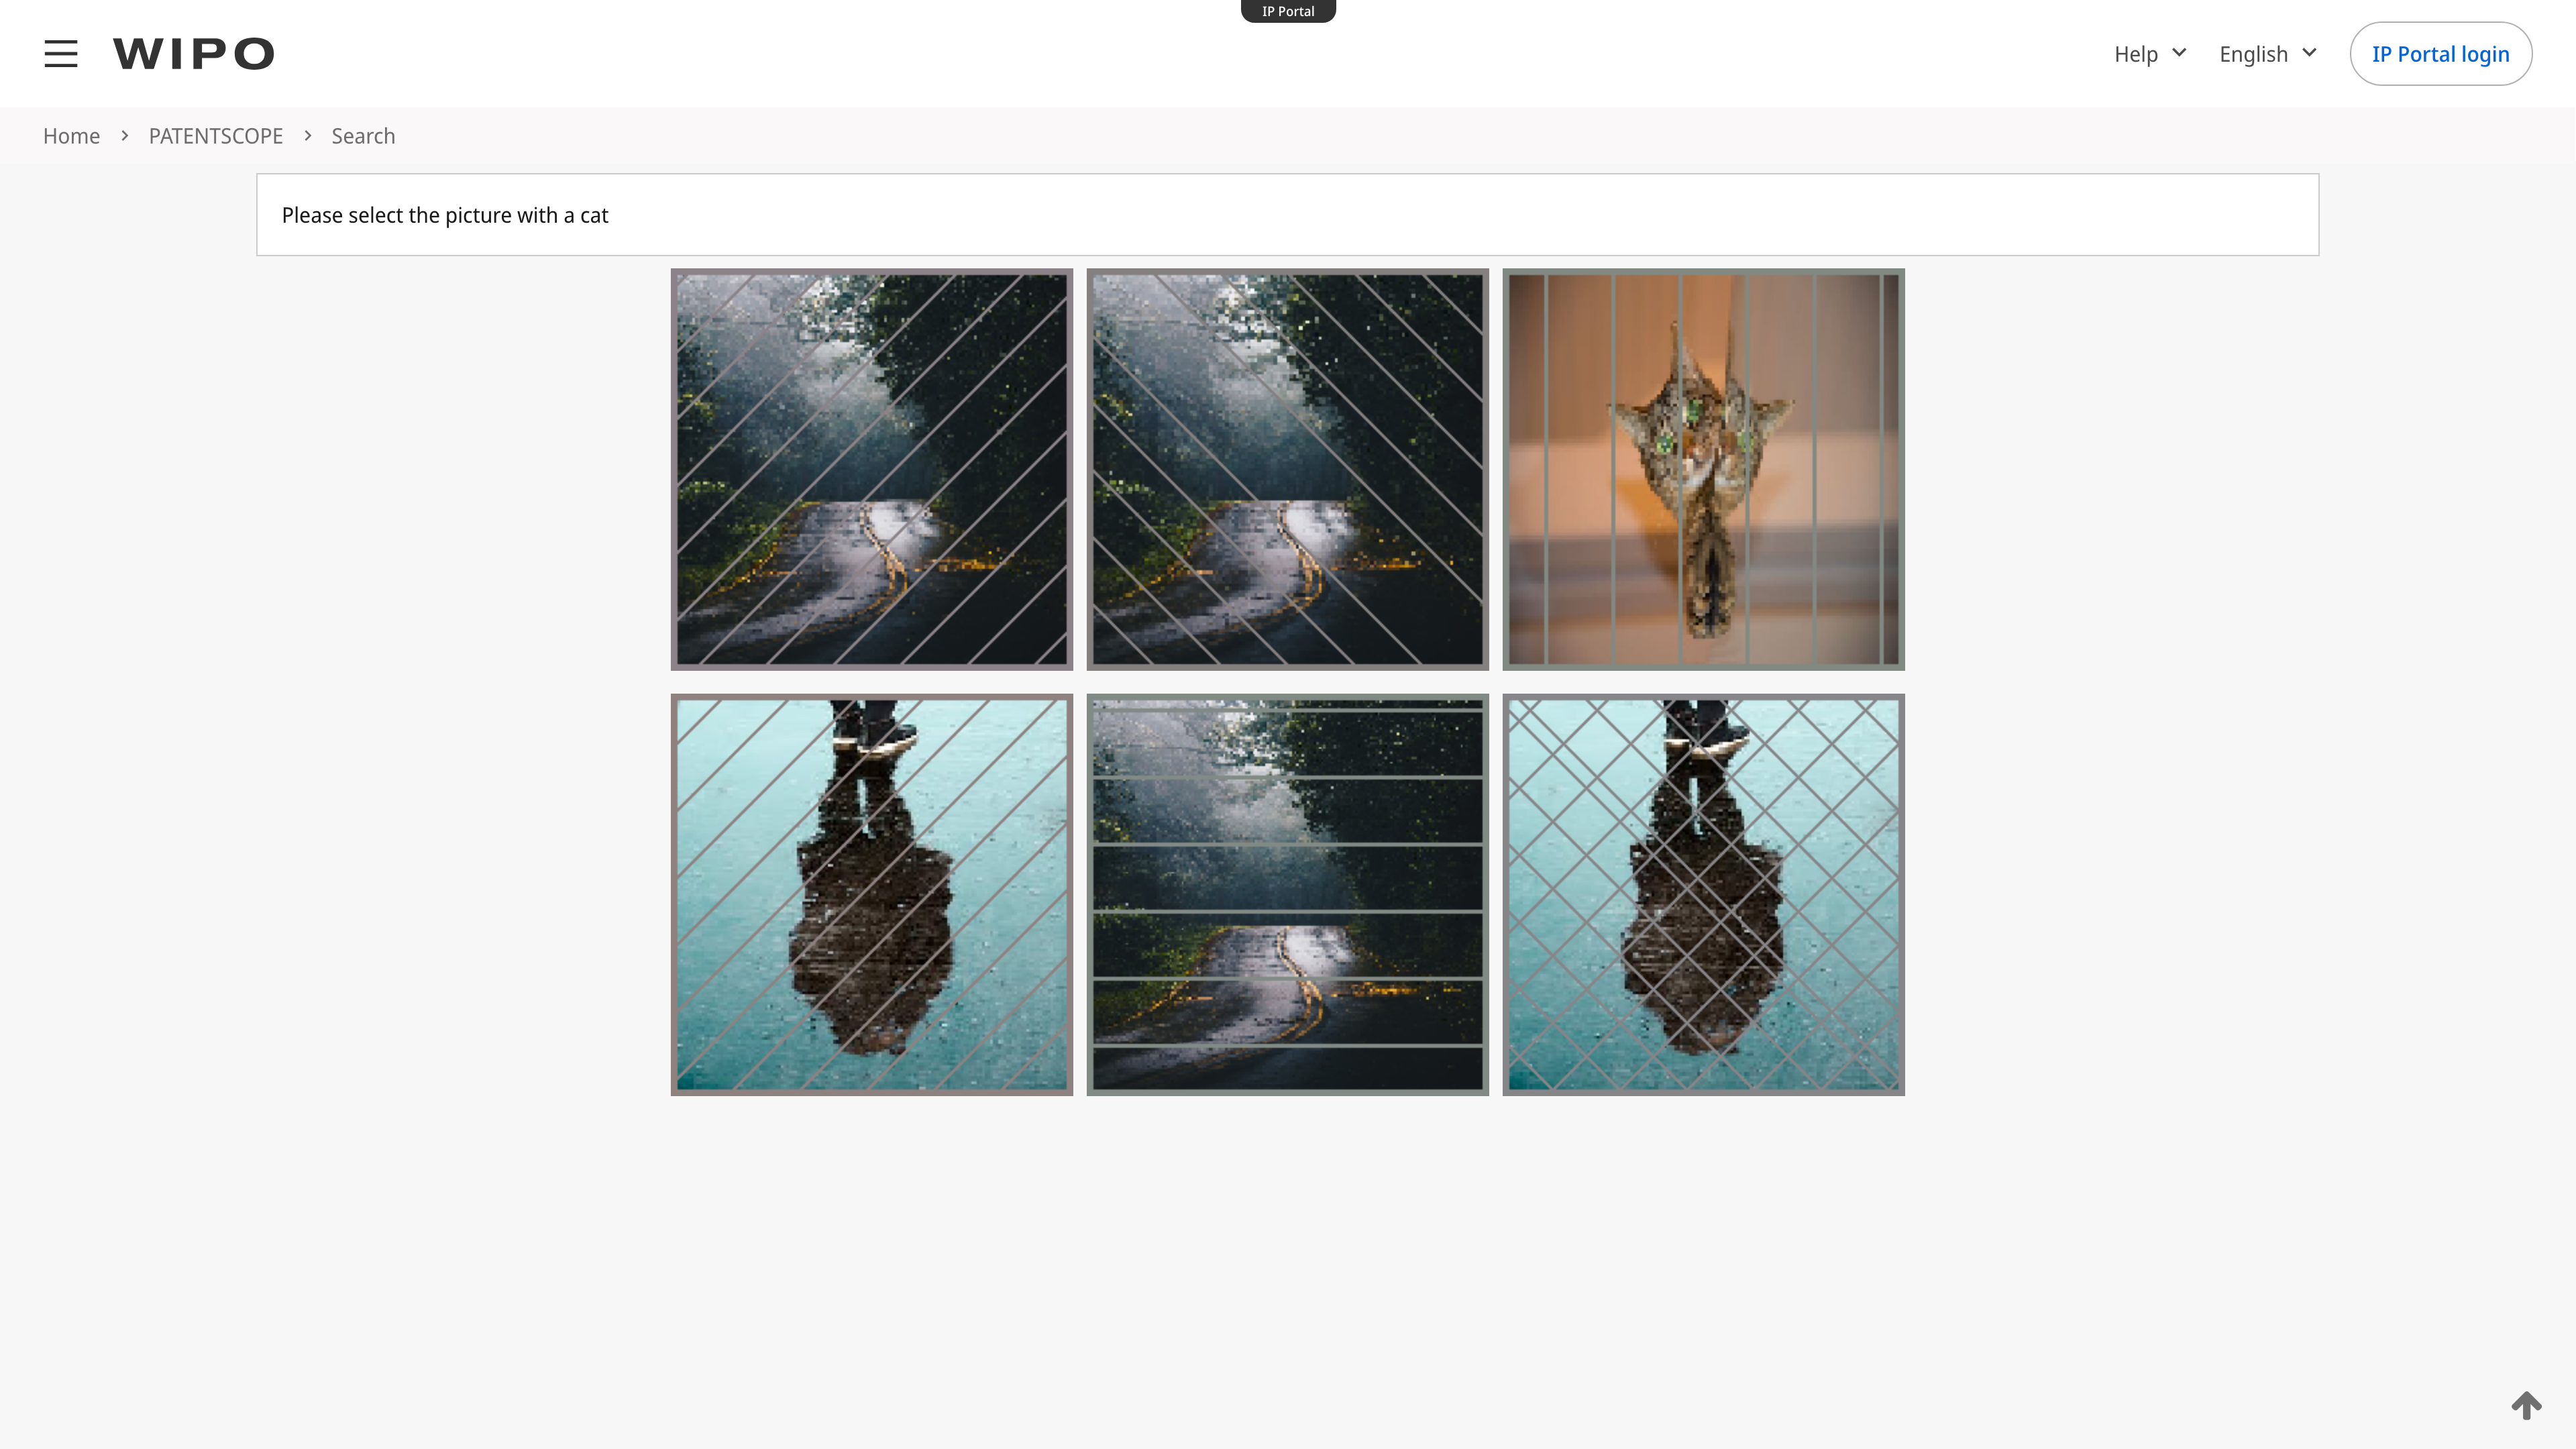 IP Portal
WIPO
Help
English
IP Portal login
Home > PATENTSCOPE > Search
Please select the picture with a cat